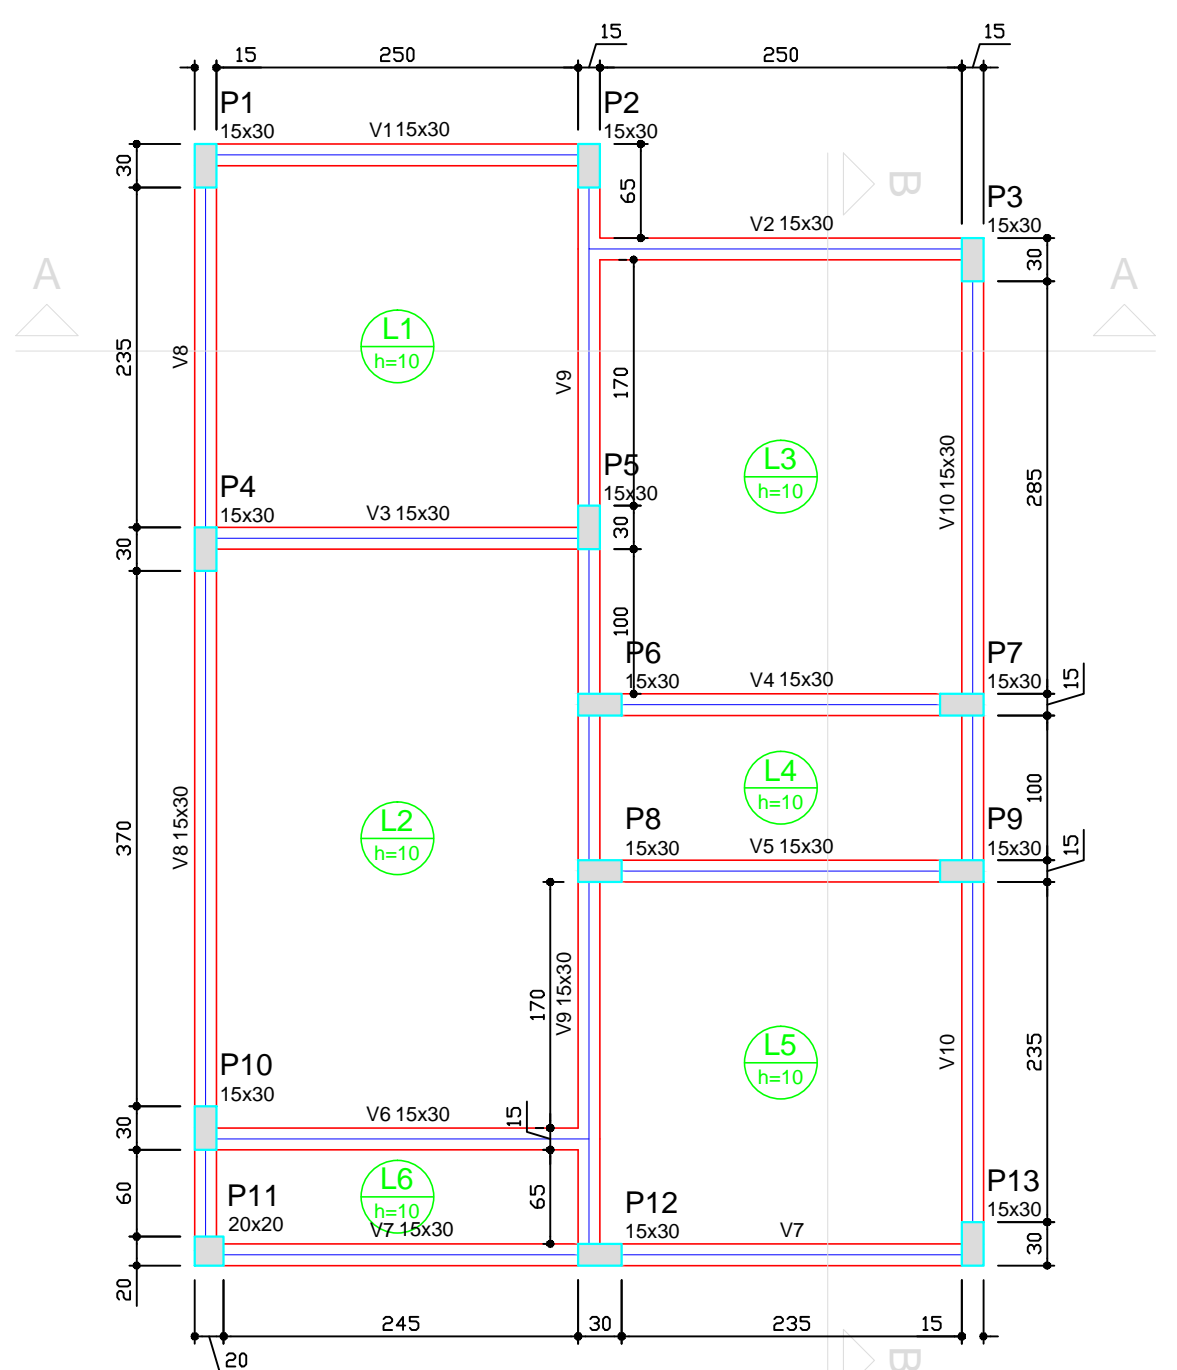 15
15
15
250
250
P1
15x30
V1 15x30
P2
15x30
30
65
B
P3
15x30
V2 15x30
30
A
A
L1
h=10
235
V8
V9
170
V10 15x30
L3
h=10
285
P4
15x30
V3 15x30
P5
15x30
30
30
100
P6
15x30
V4 15x30
P7
15x30
15
L4
h=10
100
V8 15x30
370
L2
h=10
P8
15x30
V5 15x30
P9
15x30
15
170
V9 15x30
L5
h=10
V10
235
P10
15x30
V6 15x30
15
30
60
L6
h=10
65
P11
20x20
V7 15x30
P12
15x30
V7
P13
15x30
30
20
245
30
235
15
20
B